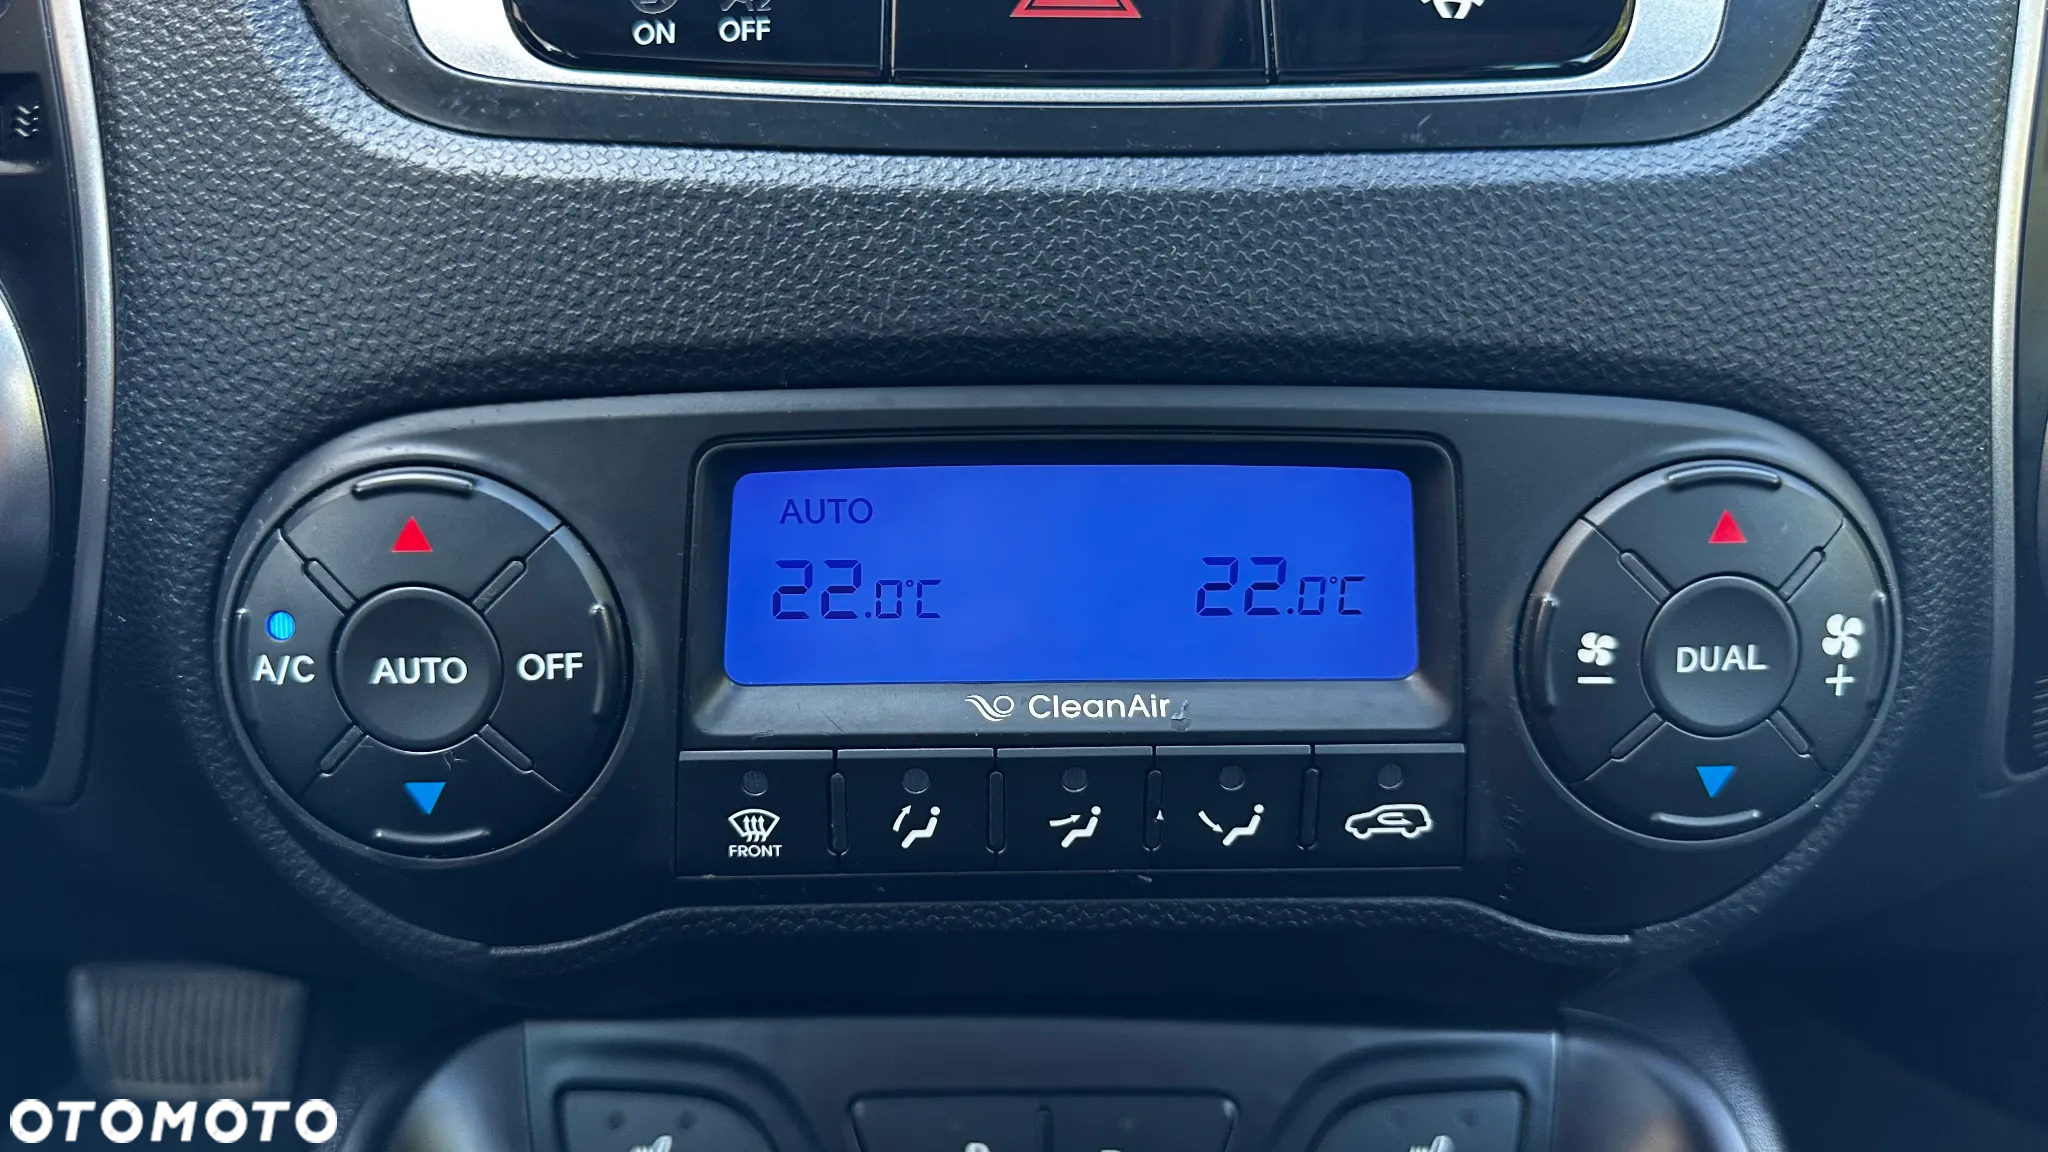 ON OFF
AUTO
22.0°C 22.0°C
A/C AUTO OFF
DUAL
CleanAir
FRONT
OTOMOTO